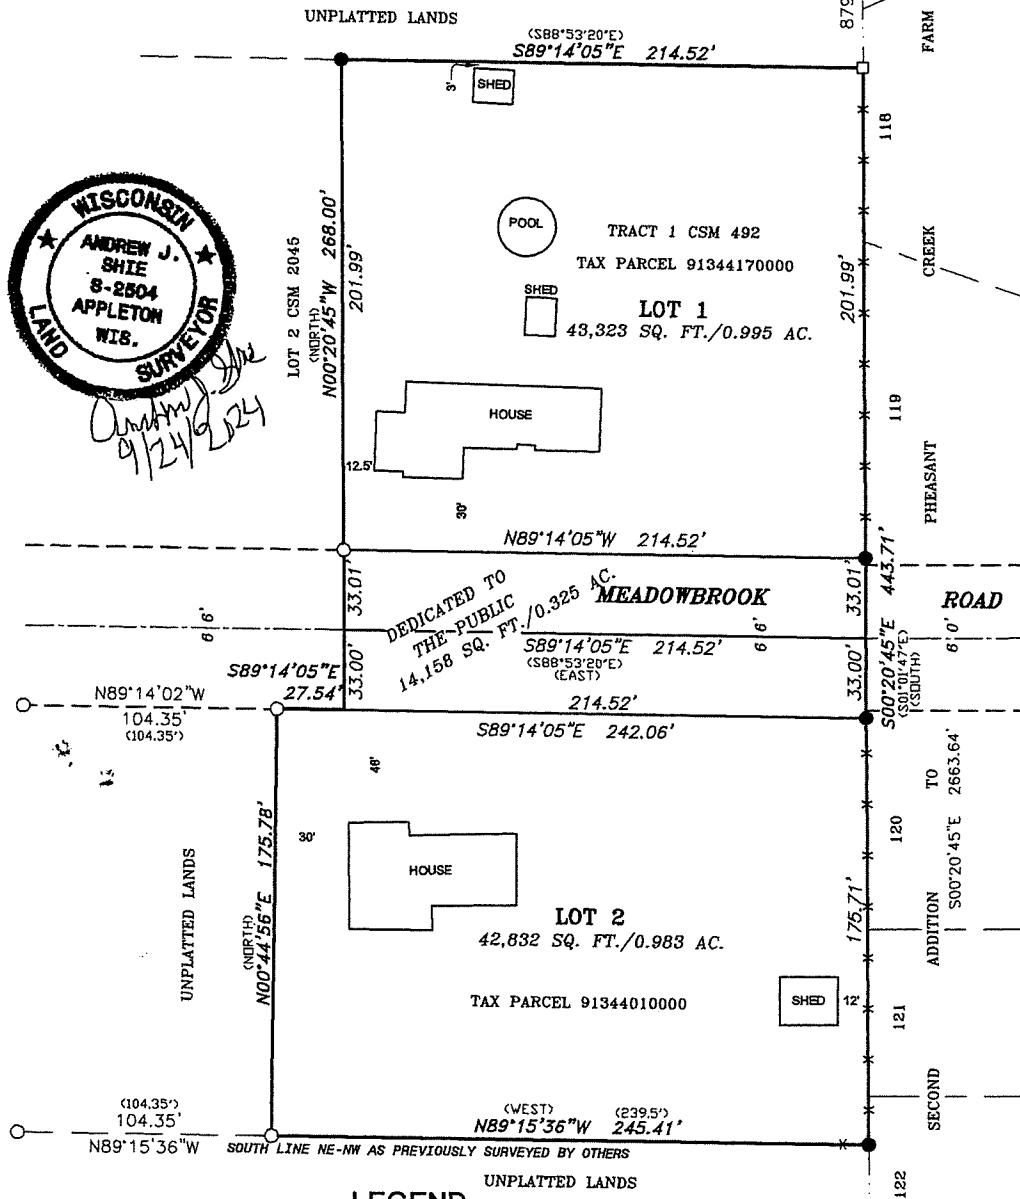 UNPLATTED LANDS
(S88°53'20"E)
S89°14'05"E 214.52'
879
FARM
3'
SHED
118
WISCONSIN
ANDREW J.
SHIE
S-2504
APPLETON
WIS.
LAND SURVEYOR
9/24/2024
LOT 2 CSM 2045
(NORTH)
N00°20'45"W 268.00'
201.99'
POOL
TRACT 1 CSM 492
TAX PARCEL 91344170000
SHED
LOT 1
43,323 SQ. FT./0.995 AC.
201.99'
CREEK
HOUSE
119
12.5'
30'
PHEASANT
N89°14'05"W 214.52'
33.01'
DEDICATED TO
THE PUBLIC
14,158 SQ. FT./0.325 AC.
MEADOWBROOK
ROAD
33.01'
443.71'
66'
66'
60'
S89°14'05"E 214.52'
(S88°53'20"E)
(EAST)
S89°14'05"E
27.54'
33.00'
33.00'
S00°20'45"E
(S01°01'47"E)
(SOUTH)
N89°14'02"W
104.35'
(104.35')
214.52'
S89°14'05"E 242.06'
46'
30'
TO
S00°20'45"E 2663.64'
120
(NORTH)
N00°44'56"E 175.78'
UNPLATTED LANDS
HOUSE
LOT 2
42,832 SQ. FT./0.983 AC.
175.71'
ADDITION
TAX PARCEL 91344010000
SHED
12'
121
SECOND
(104.35')
104.35'
N89°15'36"W
(WEST) (239.5')
N89°15'36"W 245.41'
SOUTH LINE NE-NW AS PREVIOUSLY SURVEYED BY OTHERS
UNPLATTED LANDS
122
LEGEND